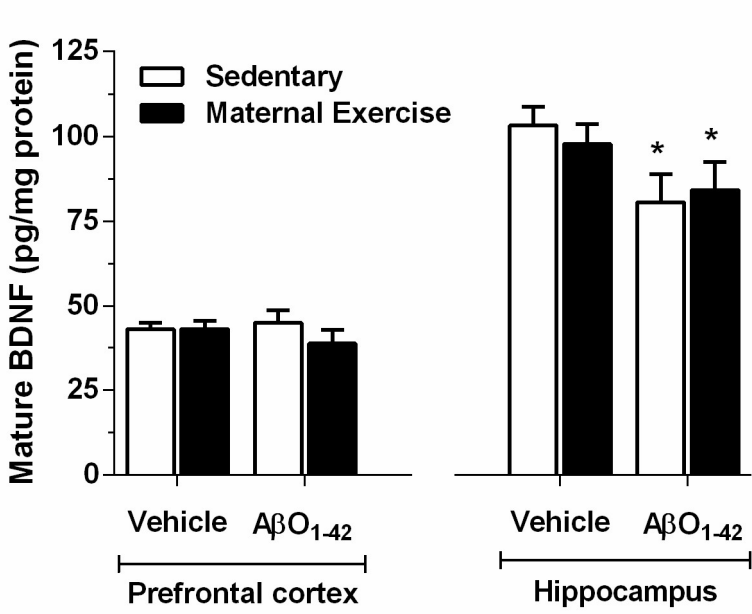 Mature BDNF (pg/mg protein)
125
100
75
50
25
0
Sedentary
Maternal Exercise
* *
Vehicle AβO1-42 Vehicle AβO1-42
Prefrontal cortex Hippocampus